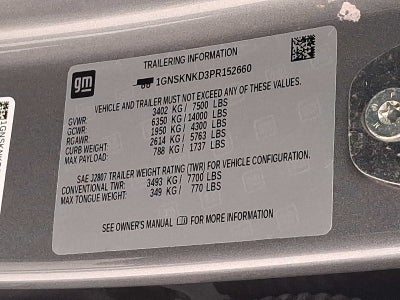 gm
TRAILERING INFORMATION
1GNSKNKD3PR152660
VEHICLE AND TRAILER MUST NOT EXCEED ANY OF THESE VALUES.
GVWR: 3402 KG / 7500 LBS
GCWR: 6350 KG / 14000 LBS
RGAWR: 1950 KG / 4300 LBS
CURB WEIGHT: 2614 KG / 5763 LBS
MAX PAYLOAD: 788 KG / 1737 LBS
SAE J2807 TRAILER WEIGHT RATING (TWR) FOR VEHICLE CONFIGURATION.
CONVENTIONAL TWR: 3493 KG / 7700 LBS
MAX TONGUE WEIGHT: 349 KG / 770 LBS
SEE OWNER'S MANUAL FOR MORE INFORMATION